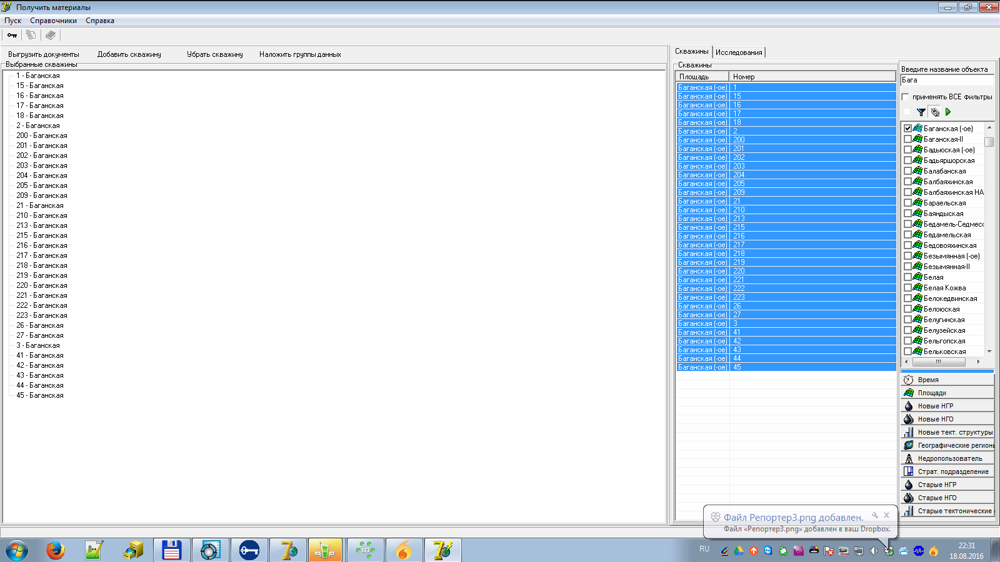 Получить материалы
Пуск Справочники Справка
Выгрузить документы Добавить скважину Убрать скважину Наложить группы данных
Выбранные скважины
1 - Баганская
15 - Баганская
16 - Баганская
17 - Баганская
18 - Баганская
2 - Баганская
200 - Баганская
201 - Баганская
202 - Баганская
203 - Баганская
204 - Баганская
205 - Баганская
209 - Баганская
21 - Баганская
210 - Баганская
213 - Баганская
215 - Баганская
216 - Баганская
217 - Баганская
218 - Баганская
219 - Баганская
220 - Баганская
221 - Баганская
222 - Баганская
223 - Баганская
26 - Баганская
27 - Баганская
3 - Баганская
41 - Баганская
42 - Баганская
43 - Баганская
44 - Баганская
45 - Баганская
Скважины Исследования
Скважины
Площадь Номер
Баганская (-ое) 1
Баганская (-ое) 15
Баганская (-ое) 16
Баганская (-ое) 17
Баганская (-ое) 18
Баганская (-ое) 2
Баганская (-ое) 200
Баганская (-ое) 201
Баганская (-ое) 202
Баганская (-ое) 203
Баганская (-ое) 204
Баганская (-ое) 205
Баганская (-ое) 209
Баганская (-ое) 21
Баганская (-ое) 210
Баганская (-ое) 213
Баганская (-ое) 215
Баганская (-ое) 216
Баганская (-ое) 217
Баганская (-ое) 218
Баганская (-ое) 219
Баганская (-ое) 220
Баганская (-ое) 221
Баганская (-ое) 222
Баганская (-ое) 223
Баганская (-ое) 26
Баганская (-ое) 27
Баганская (-ое) 3
Баганская (-ое) 41
Баганская (-ое) 42
Баганская (-ое) 43
Баганская (-ое) 44
Баганская (-ое) 45
Введите название объекта
Бага
применять ВСЕ фильтры
Баганская (-ое)
Баганская-II
Бадьюская (-ое)
Бадьяршорская
Балабанская
Балбаяхинская
Балбаяхинская НА
Бараельская
Баяндыская
Бедамель-Седмесс
Бедамельская
Бедовояхинская
Безымянная (-ое)
Безымянная-II
Белая
Белая Кожва
Белокедвинская
Белоюская
Белугинская
Белузейская
Бельгопская
Бельковская
Время
Площади
Новые НГР
Новые НГО
Новые тект. структуры
Географические регионы
Недропользователь
Страт. подразделение
Старые НГР
Старые НГО
Старые тектонические
Файл Репортер3.png добавлен.
Файл «Репортер3.png» добавлен в ваш Dropbox.
RU
22:31
18.08.2016